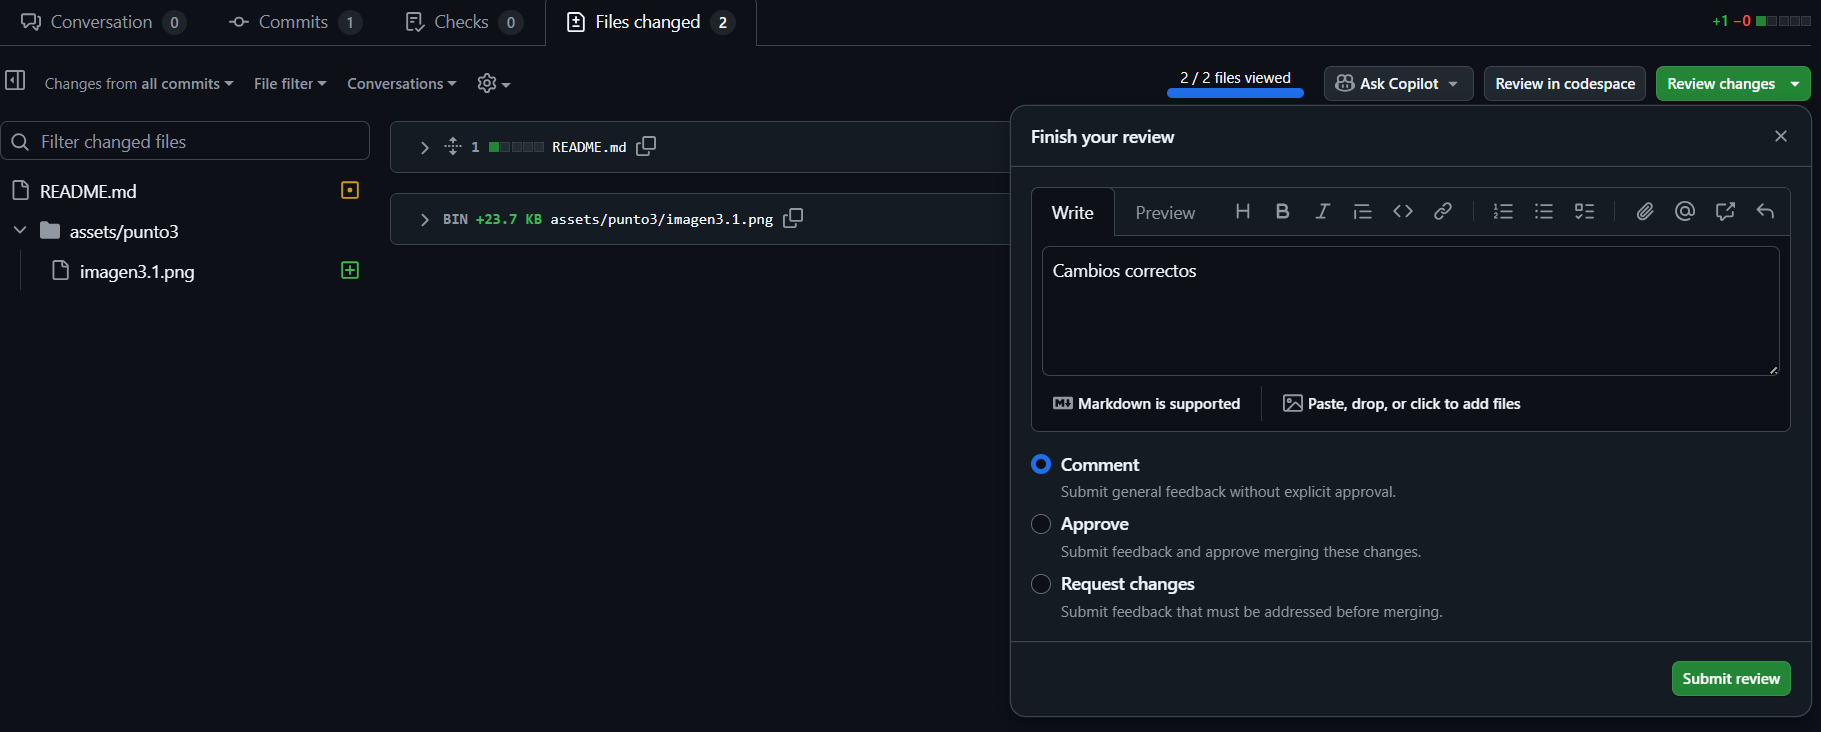 Conversation 0 Commits 1 Checks 0 Files changed 2 +1 −0
Changes from all commits File filter Conversations 2 / 2 files viewed Ask Copilot Review in codespace Review changes
Filter changed files
README.md
assets/punto3
imagen3.1.png
1 README.md
BIN +23.7 KB assets/punto3/imagen3.1.png
Finish your review
Write Preview
Cambios correctos
Markdown is supported Paste, drop, or click to add files
Comment
Submit general feedback without explicit approval.
Approve
Submit feedback and approve merging these changes.
Request changes
Submit feedback that must be addressed before merging.
Submit review